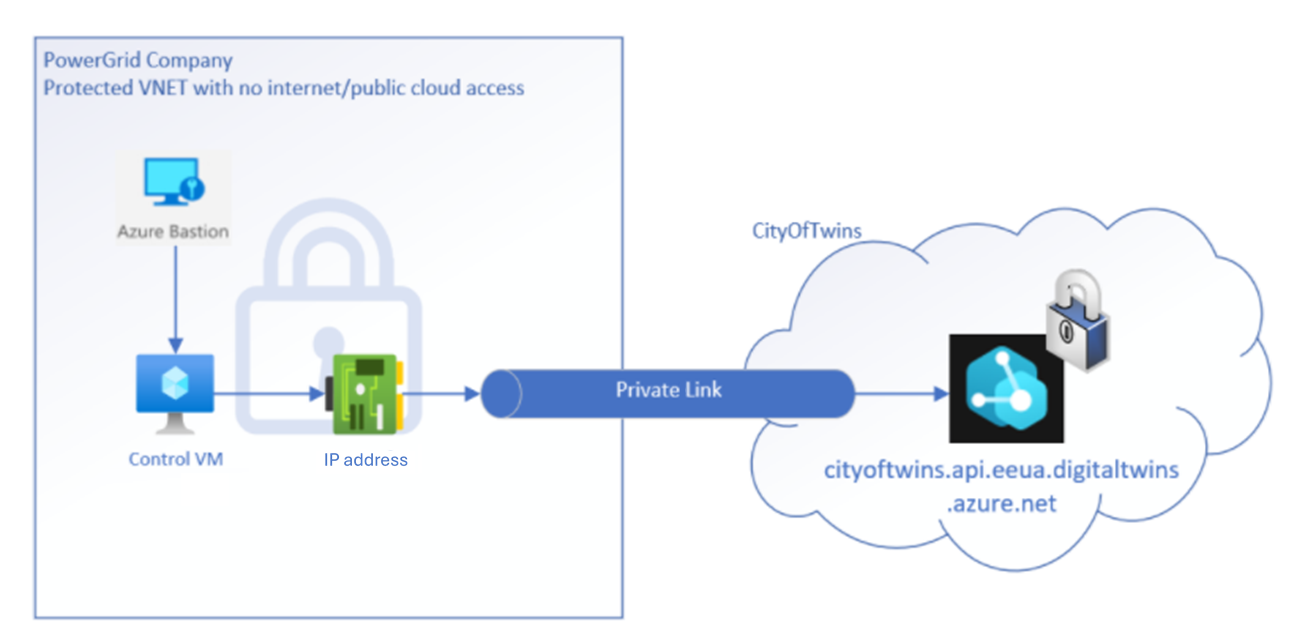 PowerGrid Company
Protected VNET with no internet/public cloud access
Azure Bastion
CityOfTwins
Private Link
Control VM
IP address
cityoftwins.api.eeua.digitaltwins
.azure.net